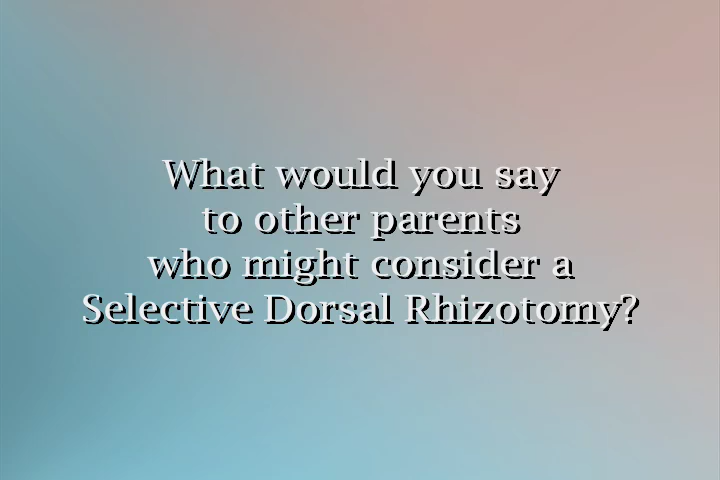 What would you say
to other parents
who might consider a
Selective Dorsal Rhizotomy?